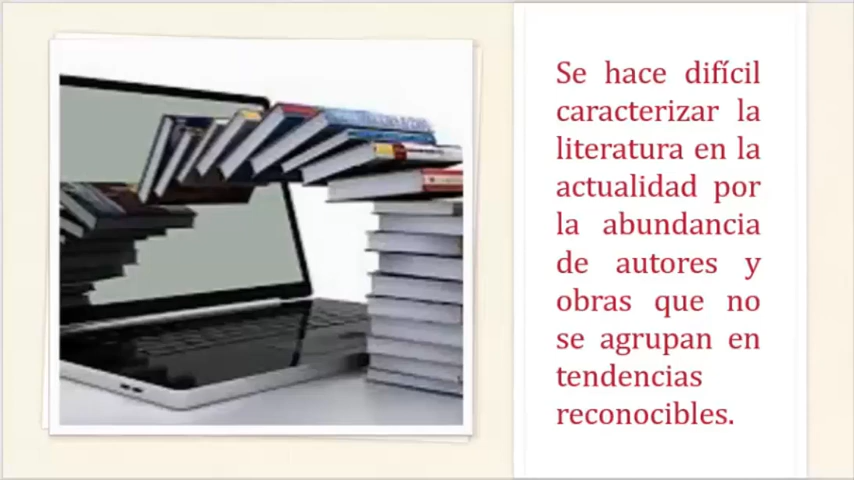 Se hace difícil
caracterizar la
literatura en la
actualidad por
la abundancia
de autores y
obras que no
se agrupan en
tendencias
reconocibles.